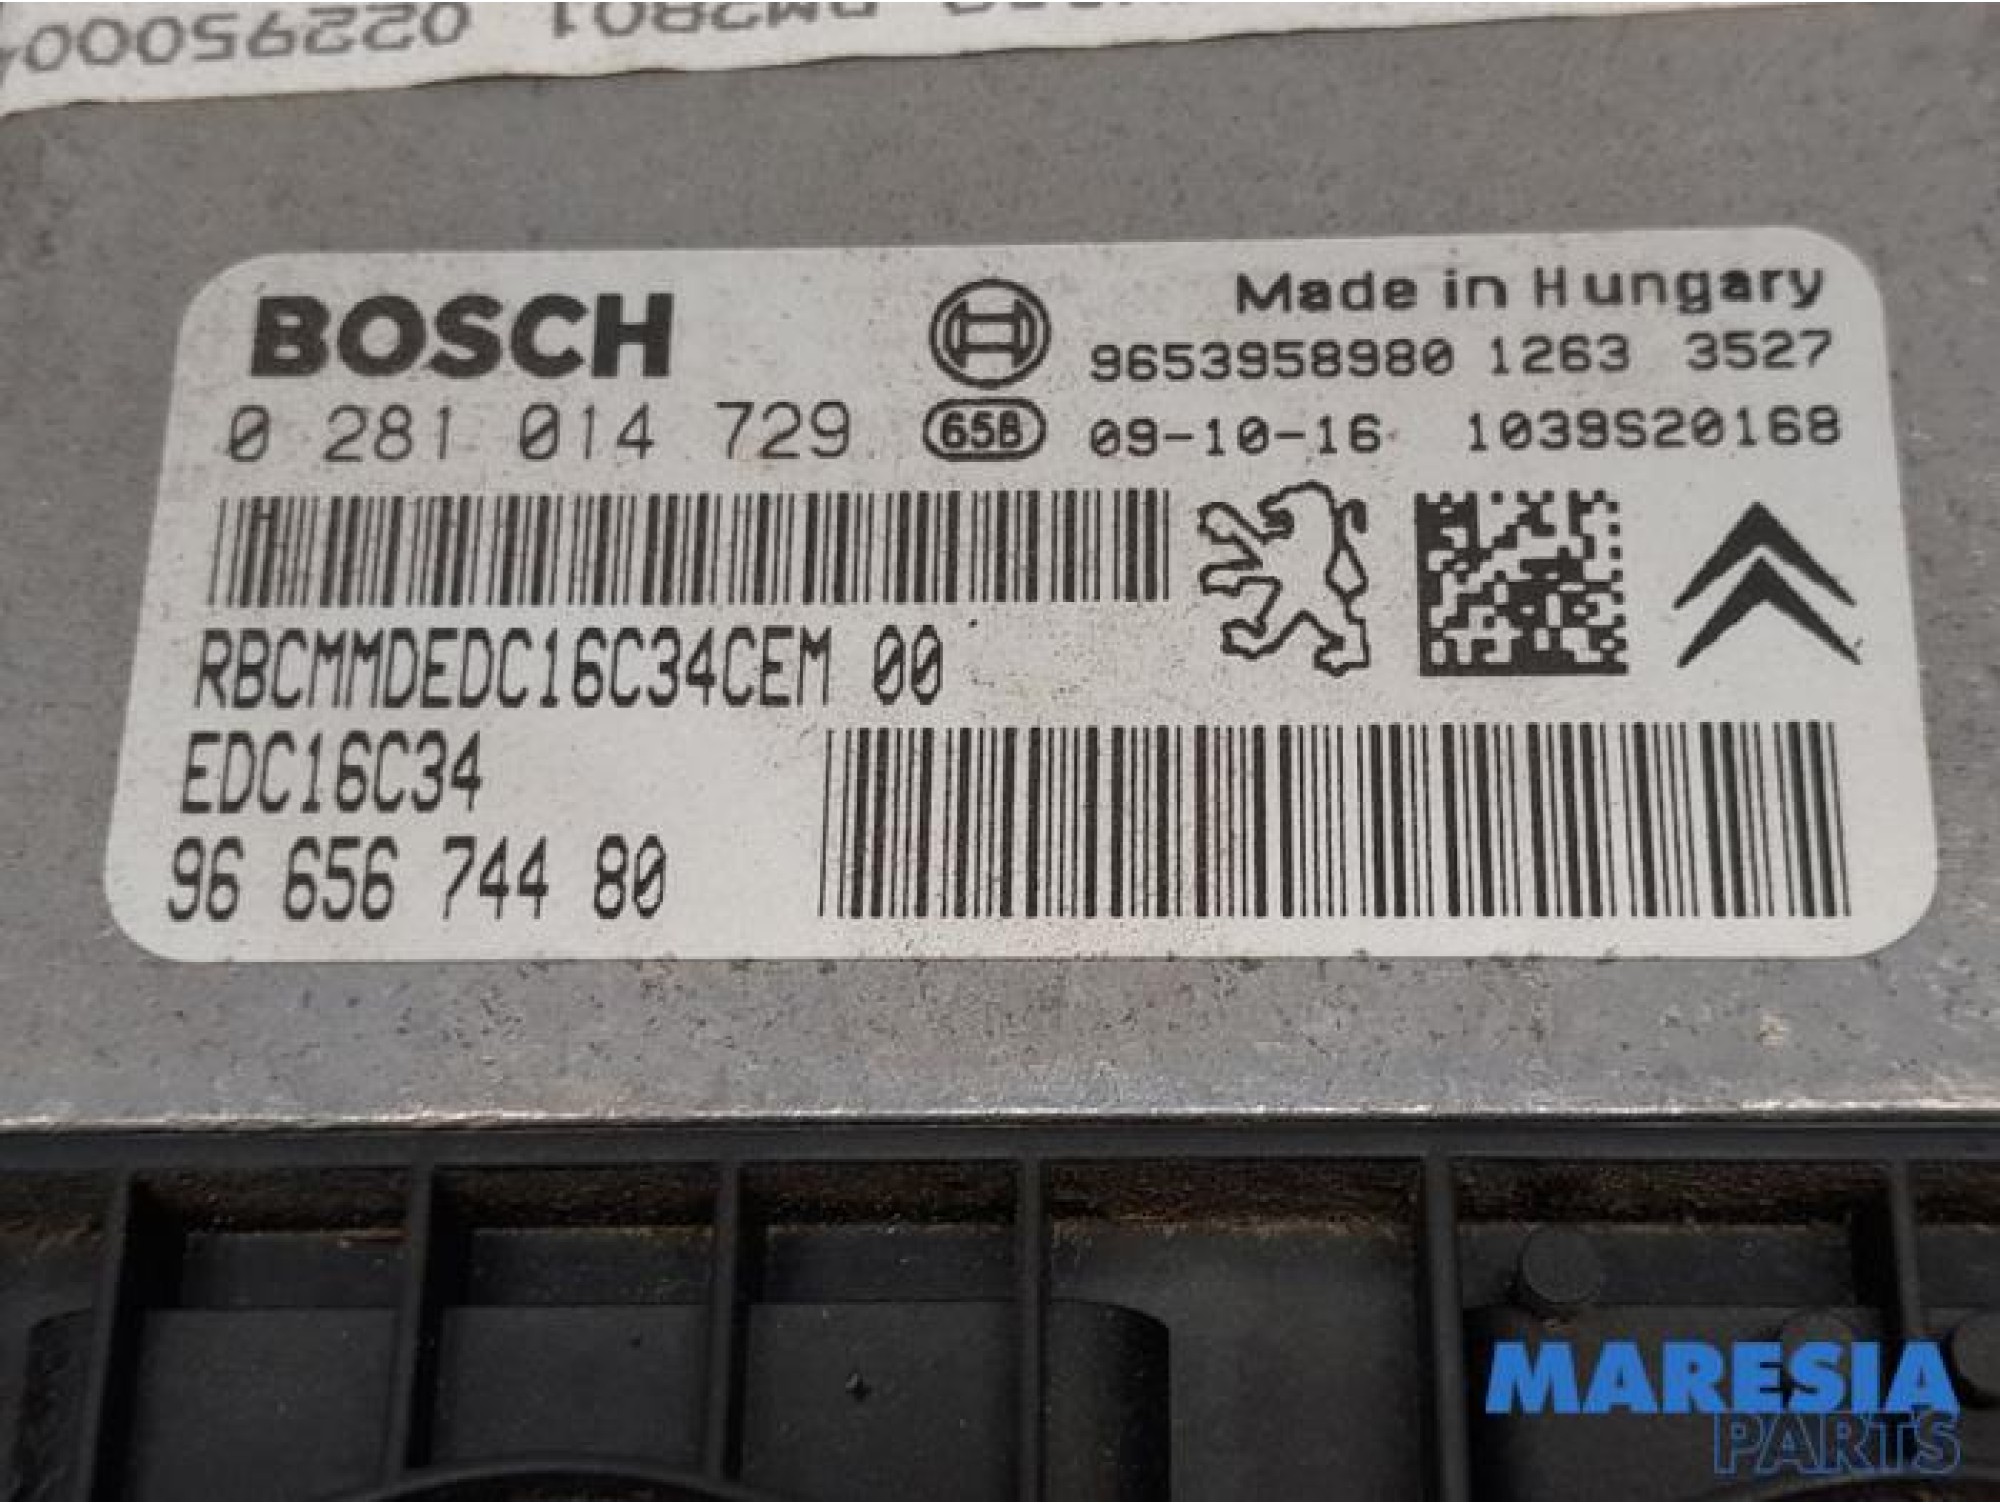 BOSCH
Made in Hungary
9653958980 1263 3527
0 281 014 729
65B
09-10-16 1039S20168
RBCMMDEDC16C34CEM 00
EDC16C34
96 656 744 80
MARESIA
PARTS